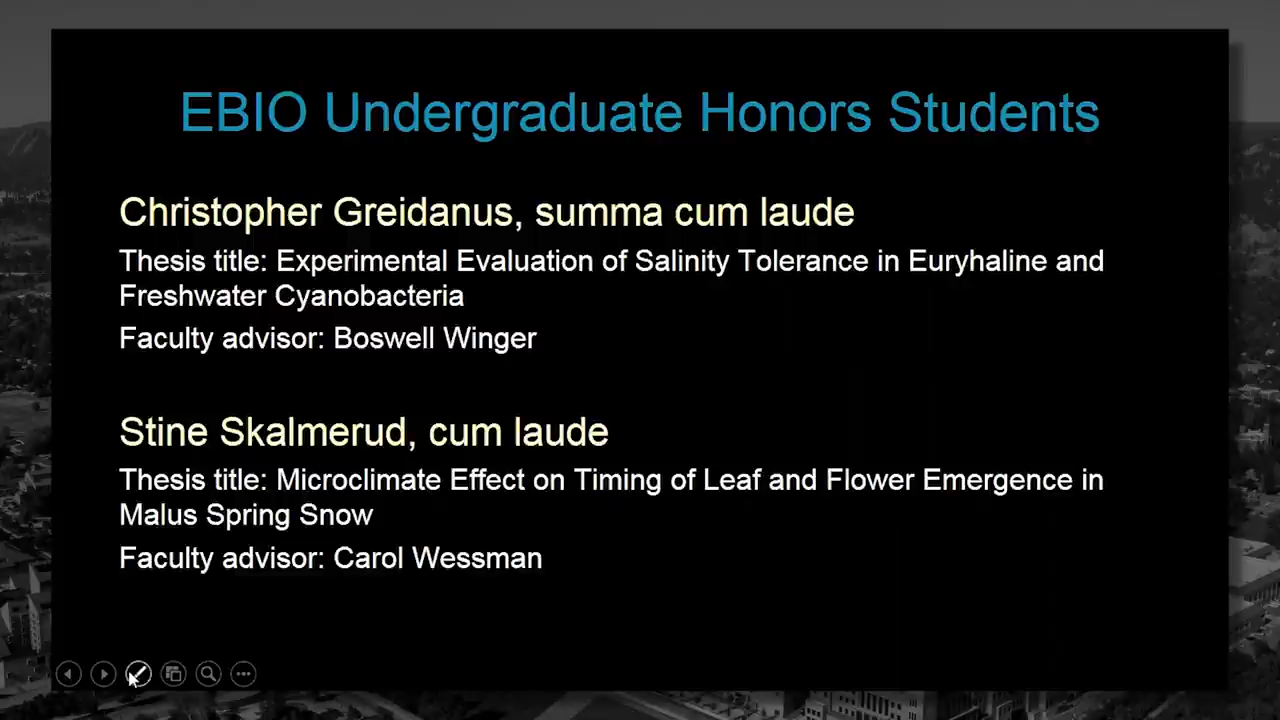 EBIO Undergraduate Honors Students
Christopher Greidanus, summa cum laude
Thesis title: Experimental Evaluation of Salinity Tolerance in Euryhaline and
Freshwater Cyanobacteria
Faculty advisor: Boswell Winger
Stine Skalmerud, cum laude
Thesis title: Microclimate Effect on Timing of Leaf and Flower Emergence in
Malus Spring Snow
Faculty advisor: Carol Wessman